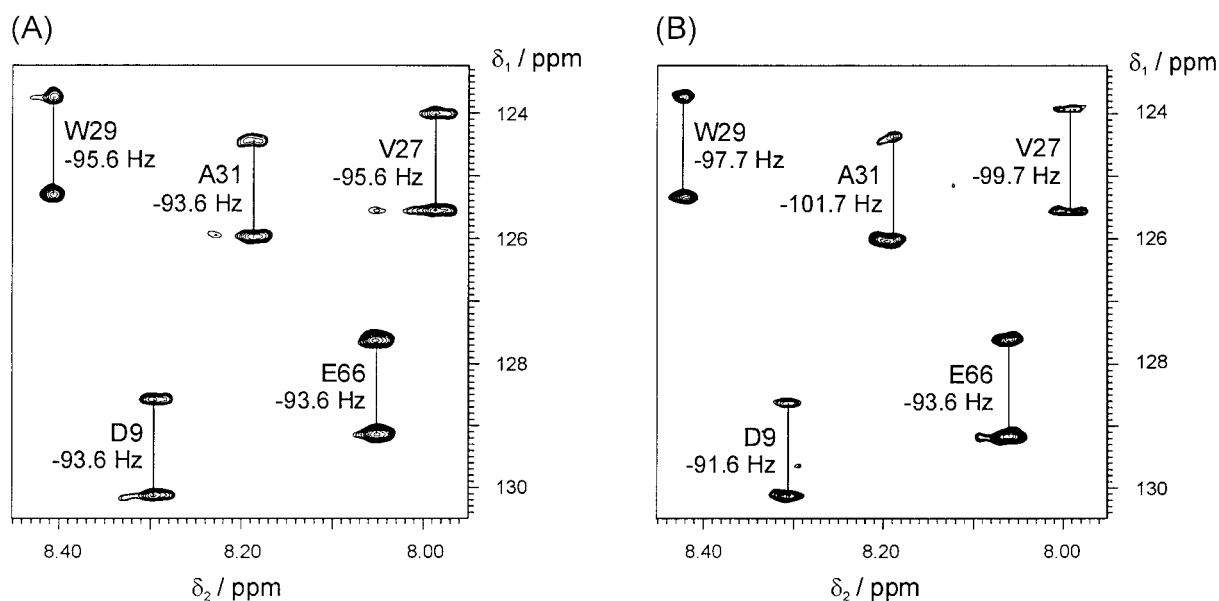 (A)
δ₁ / ppm
124
126
128
130
W29
-95.6 Hz
A31
-93.6 Hz
V27
-95.6 Hz
E66
-93.6 Hz
D9
-93.6 Hz
8.40
8.20
8.00
δ₂ / ppm
(B)
δ₁ / ppm
124
126
128
130
W29
-97.7 Hz
A31
-101.7 Hz
V27
-99.7 Hz
E66
-93.6 Hz
D9
-91.6 Hz
8.40
8.20
8.00
δ₂ / ppm